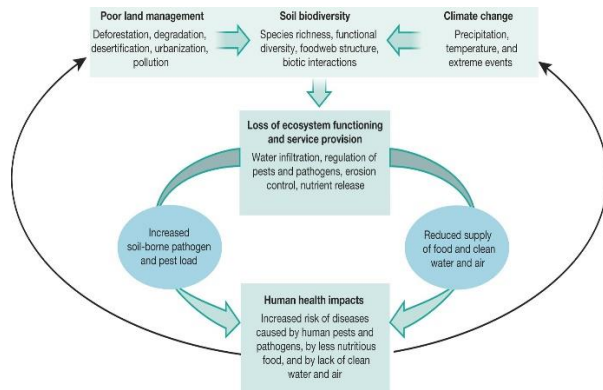 Poor land management
Deforestation, degradation,
desertification, urbanization,
pollution
Soil biodiversity
Species richness, functional
diversity, foodweb structure,
biotic interactions
Climate change
Precipitation,
temperature, and
extreme events
Loss of ecosystem functioning
and service provision
Water infiltration, regulation of
pests and pathogens, erosion
control, nutrient release
Increased
soil-borne pathogen
and pest load
Reduced supply
of food and clean
water and air
Human health impacts
Increased risk of diseases
caused by human pests and
pathogens, by less nutritious
food, and by lack of clean
water and air